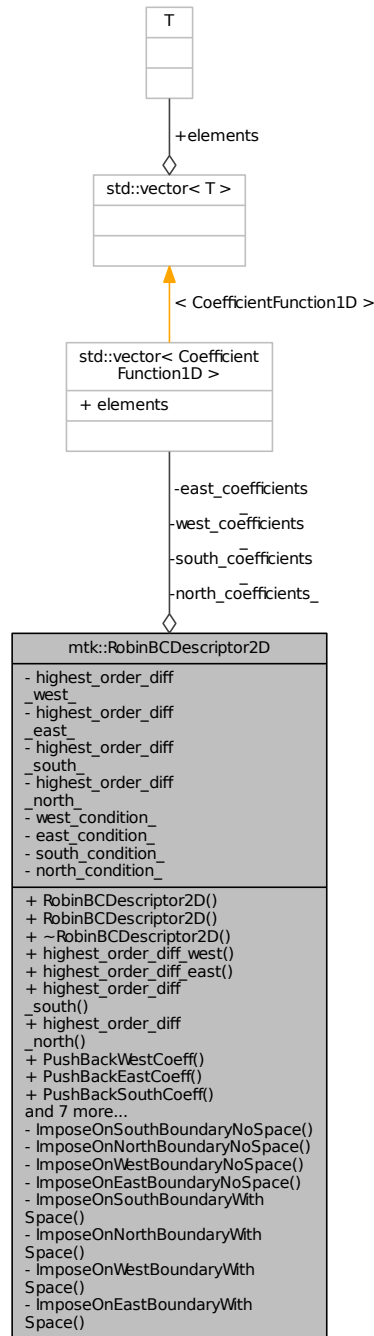 T
+elements
std::vector< T >
< CoefficientFunction1D >
std::vector< Coefficient
Function1D >
+ elements
-east_coefficients
_
-west_coefficients
_
-south_coefficients
_
-north_coefficients_
mtk::RobinBCDescriptor2D
- highest_order_diff
_west_
- highest_order_diff
_east_
- highest_order_diff
_south_
- highest_order_diff
_north_
- west_condition_
- east_condition_
- south_condition_
- north_condition_
+ RobinBCDescriptor2D()
+ RobinBCDescriptor2D()
+ ~RobinBCDescriptor2D()
+ highest_order_diff_west()
+ highest_order_diff_east()
+ highest_order_diff
_south()
+ highest_order_diff
_north()
+ PushBackWestCoeff()
+ PushBackEastCoeff()
+ PushBackSouthCoeff()
and 7 more...
- ImposeOnSouthBoundaryNoSpace()
- ImposeOnNorthBoundaryNoSpace()
- ImposeOnWestBoundaryNoSpace()
- ImposeOnEastBoundaryNoSpace()
- ImposeOnSouthBoundaryWith
Space()
- ImposeOnNorthBoundaryWith
Space()
- ImposeOnWestBoundaryWith
Space()
- ImposeOnEastBoundaryWith
Space()